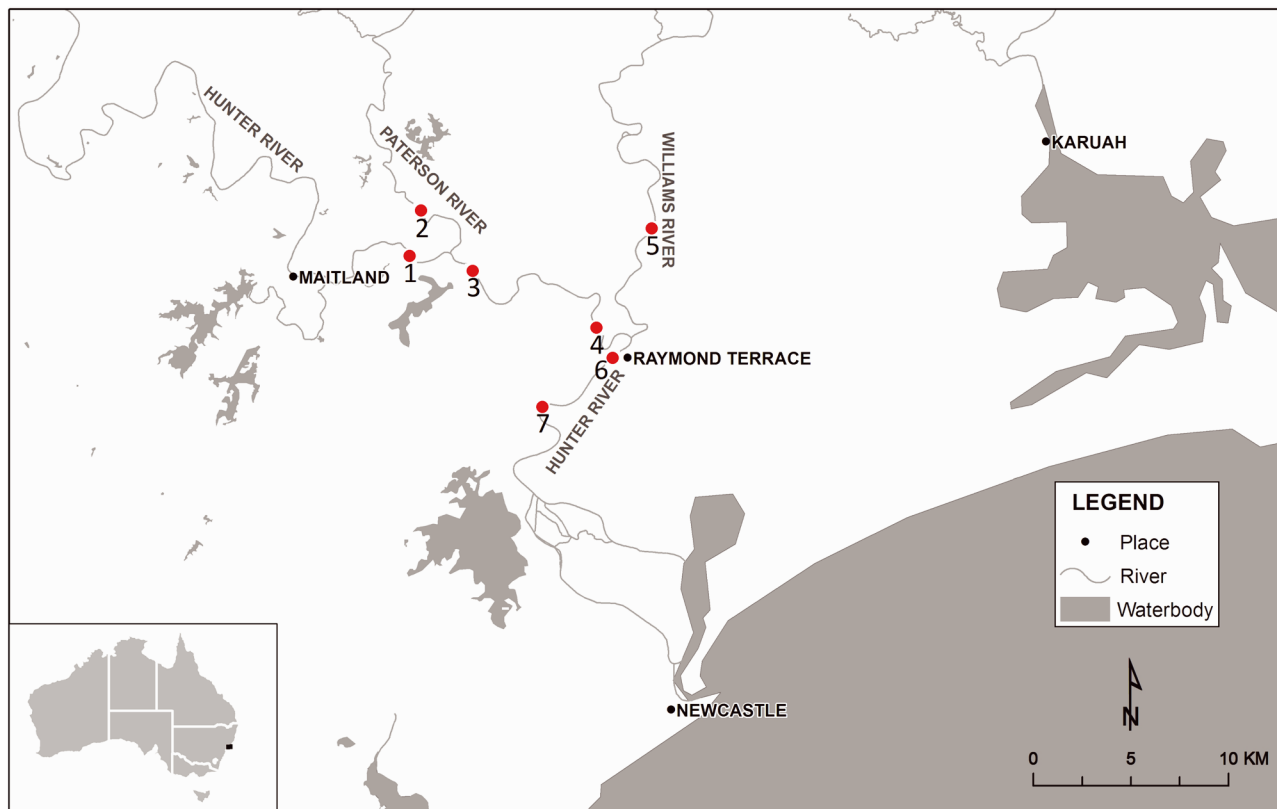 HUNTER RIVER
PATERSON RIVER
WILLIAMS RIVER
KARUAH
2
5
1
MAITLAND
3
4
RAYMOND TERRACE
6
7
HUNTER RIVER
LEGEND
Place
River
Waterbody
N
NEWCASTLE
0 5 10 KM